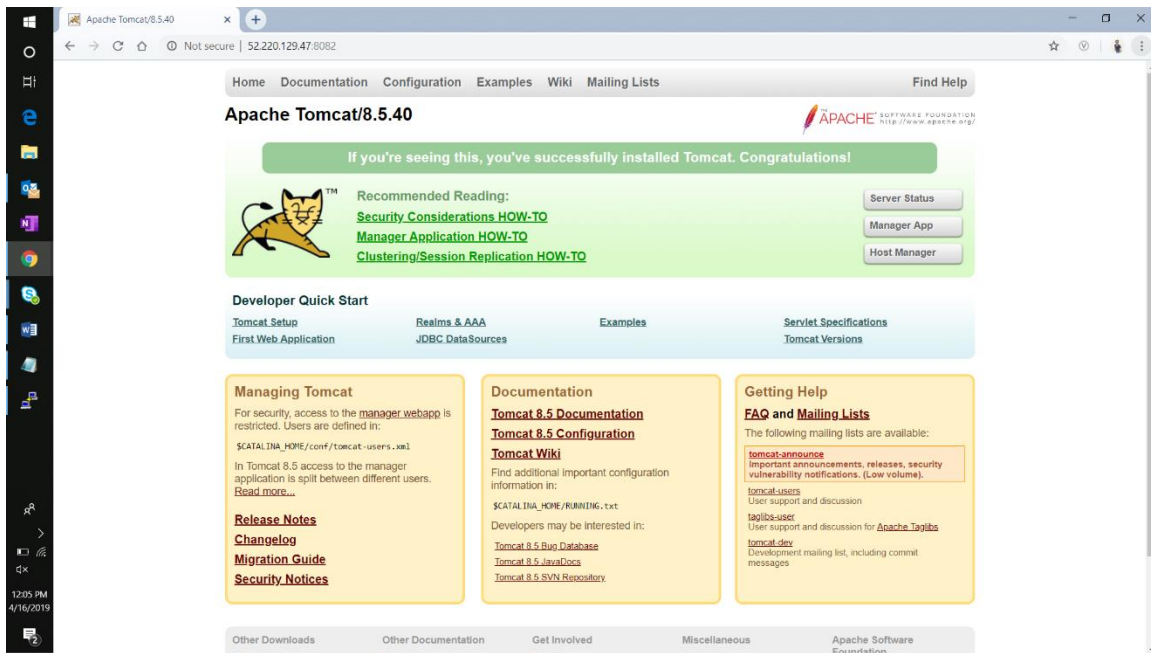 Apache Tomcat/8.5.40
Not secure | 52.220.129.47:8082
Home Documentation Configuration Examples Wiki Mailing Lists Find Help
Apache Tomcat/8.5.40
THE APACHE® SOFTWARE FOUNDATION
http://www.apache.org/
If you're seeing this, you've successfully installed Tomcat. Congratulations!
TM
Recommended Reading:
Security Considerations HOW-TO
Manager Application HOW-TO
Clustering/Session Replication HOW-TO
Server Status
Manager App
Host Manager
Developer Quick Start
Tomcat Setup
First Web Application
Realms & AAA
JDBC DataSources
Examples
Servlet Specifications
Tomcat Versions
Managing Tomcat
For security, access to the manager webapp is
restricted. Users are defined in:
$CATALINA_HOME/conf/tomcat-users.xml
In Tomcat 8.5 access to the manager
application is split between different users.
Read more...
Release Notes
Changelog
Migration Guide
Security Notices
Documentation
Tomcat 8.5 Documentation
Tomcat 8.5 Configuration
Tomcat Wiki
Find additional important configuration
information in:
$CATALINA_HOME/RUNNING.txt
Developers may be interested in:
Tomcat 8.5 Bug Database
Tomcat 8.5 JavaDocs
Tomcat 8.5 SVN Repository
Getting Help
FAQ and Mailing Lists
The following mailing lists are available:
tomcat-announce
Important announcements, releases, security
vulnerability notifications. (Low volume).
tomcat-users
User support and discussion
taglibs-user
User support and discussion for Apache Taglibs
tomcat-dev
Development mailing list, including commit
messages
Other Downloads
Other Documentation
Get Involved
Miscellaneous
Apache Software
Foundation
12:05 PM
4/16/2019
2